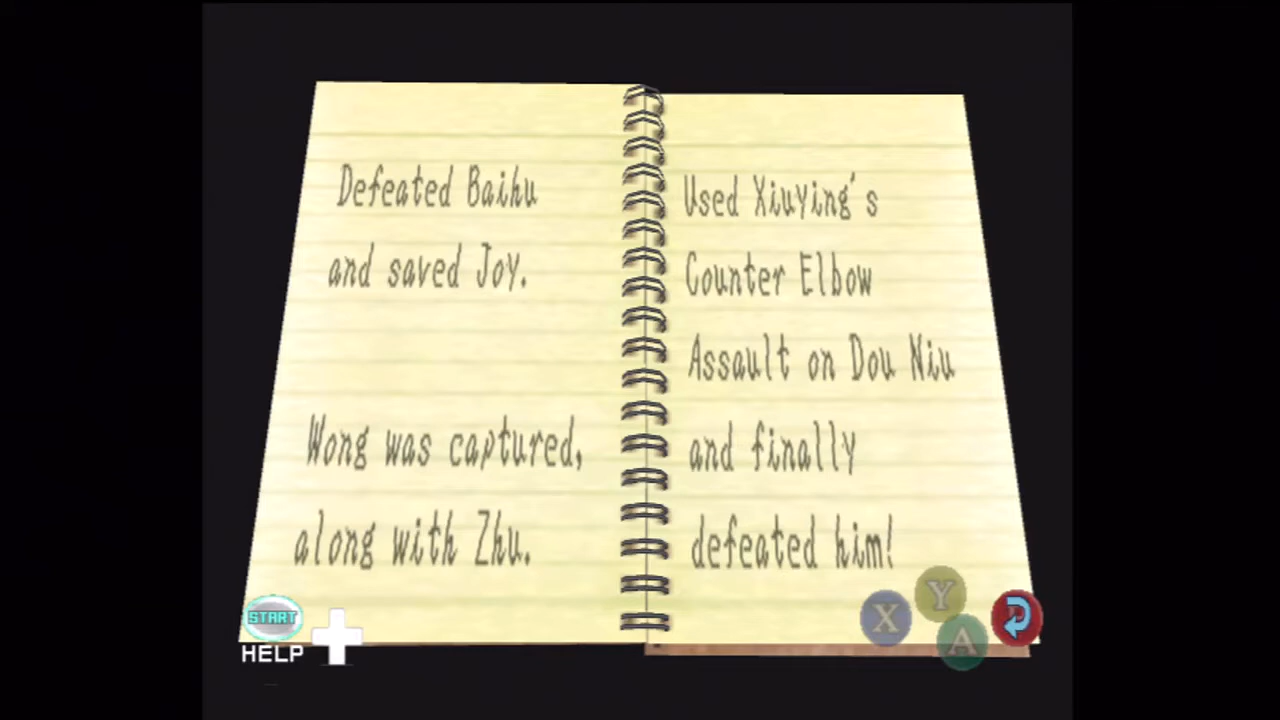 Defeated Baihu
and saved Joy.
Wong was captured,
along with Zhu.
Used Xiuying's
Counter Elbow
Assault on Dou Niu
and finally
defeated him!
START
HELP
X
Y
A